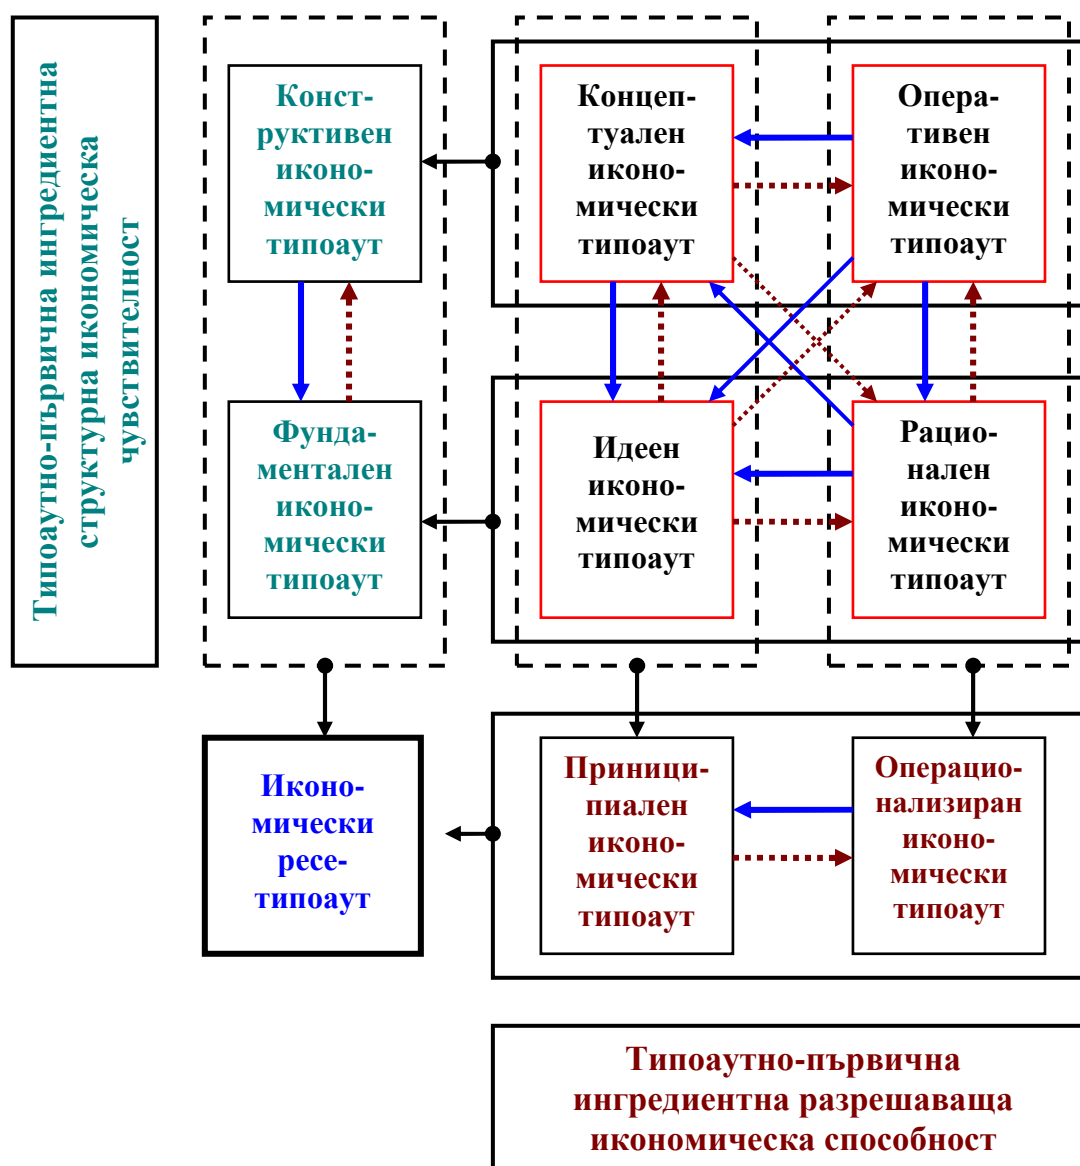 Типоаутно-първична ингредиентна
структурна икономическа
чувствителност
Конст-
руктивен
иконо-
мически
типоаут
Концеп-
туален
иконо-
мически
типоаут
Опера-
тивен
иконо-
мически
типоаут
Фунда-
ментален
иконо-
мически
типоаут
Идеен
иконо-
мически
типоаут
Рацио-
нален
иконо-
мически
типоаут
Иконо-
мически
ресе-
типоаут
Приници-
пиален
иконо-
мически
типоаут
Операцио-
нализиран
иконо-
мически
типоаут
Типоаутно-първична
ингредиентна разрешаваща
икономическа способност